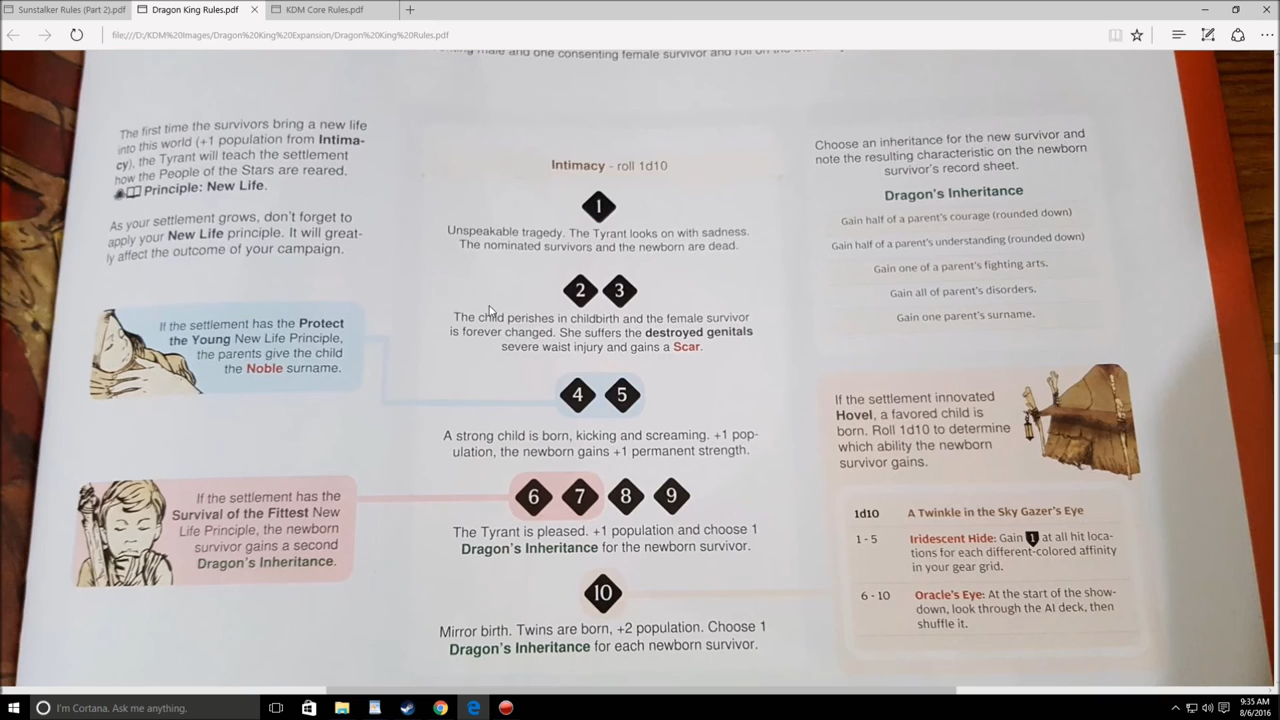 Sunstalker Rules (Part 2).pdf
Dragon King Rules.pdf
KDM Core Rules.pdf
file:///D:/KDM%20Images/Dragon%20King%20Expansion/Dragon%20King%20Rules.pdf
male and one consenting female survivor and roll on the
The first time the survivors bring a new life
into this world (+1 population from Intima-
cy), the Tyrant will teach the settlement
how the People of the Stars are reared.
Principle: New Life.
As your settlement grows, don't forget to
apply your New Life principle. It will great-
ly affect the outcome of your campaign.
If the settlement has the Protect
the Young New Life Principle,
the parents give the child
the Noble surname.
If the settlement has the
Survival of the Fittest New
Life Principle, the newborn
survivor gains a second
Dragon's Inheritance.
Intimacy - roll 1d10
1
Unspeakable tragedy. The Tyrant looks on with sadness.
The nominated survivors and the newborn are dead.
2 3
The child perishes in childbirth and the female survivor
is forever changed. She suffers the destroyed genitals
severe waist injury and gains a Scar.
4 5
A strong child is born, kicking and screaming. +1 pop-
ulation, the newborn gains +1 permanent strength.
6 7 8 9
The Tyrant is pleased. +1 population and choose 1
Dragon's Inheritance for the newborn survivor.
10
Mirror birth. Twins are born, +2 population. Choose 1
Dragon's Inheritance for each newborn survivor.
Choose an inheritance for the new survivor and
note the resulting characteristic on the newborn
survivor's record sheet.
Dragon's Inheritance
Gain half of a parent's courage (rounded down)
Gain half of a parent's understanding (rounded down)
Gain one of a parent's fighting arts.
Gain all of parent's disorders.
Gain one parent's surname.
If the settlement innovated
Hovel, a favored child is
born. Roll 1d10 to determine
which ability the newborn
survivor gains.
1d10 A Twinkle in the Sky Gazer's Eye
1 - 5 Iridescent Hide: Gain 1 at all hit loca-
tions for each different-colored affinity
in your gear grid.
6 - 10 Oracle's Eye: At the start of the show-
down, look through the AI deck, then
shuffle it.
I'm Cortana. Ask me anything.
9:35 AM
8/6/2016